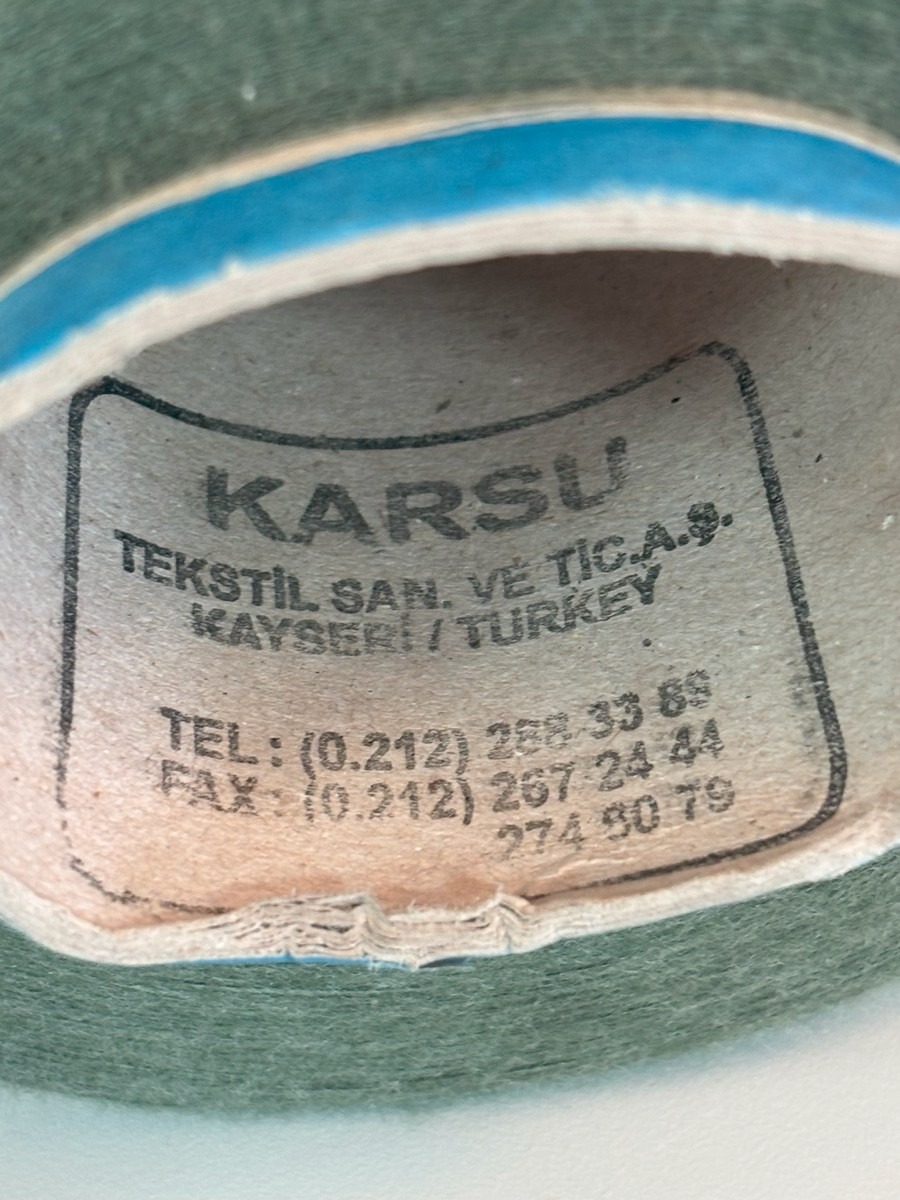 KARSU
TEKSTİL SAN. VE TİC.A.Ş.
KAYSERİ / TURKEY
TEL : (0.212) 288 33 89
FAX : (0.212) 267 24 44
274 80 79